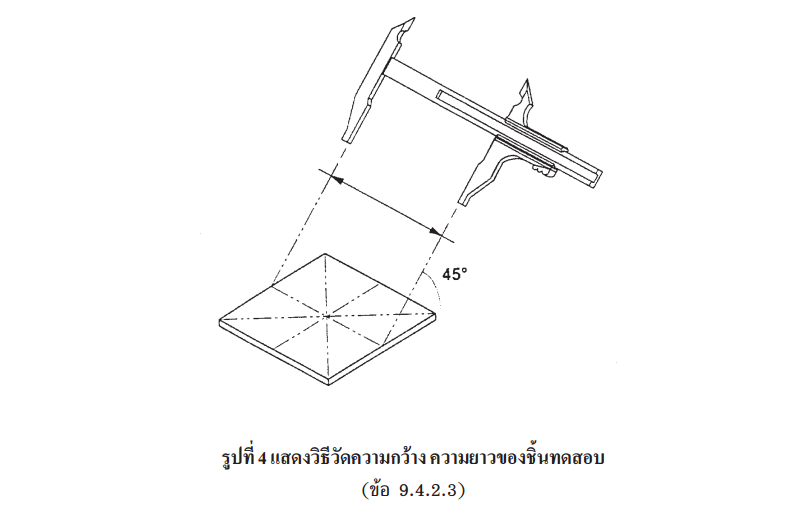 45°
รูปที่ 4 แสดงวิธีวัดความกว้าง ความยาวของชิ้นทดสอบ
(ข้อ 9.4.2.3)